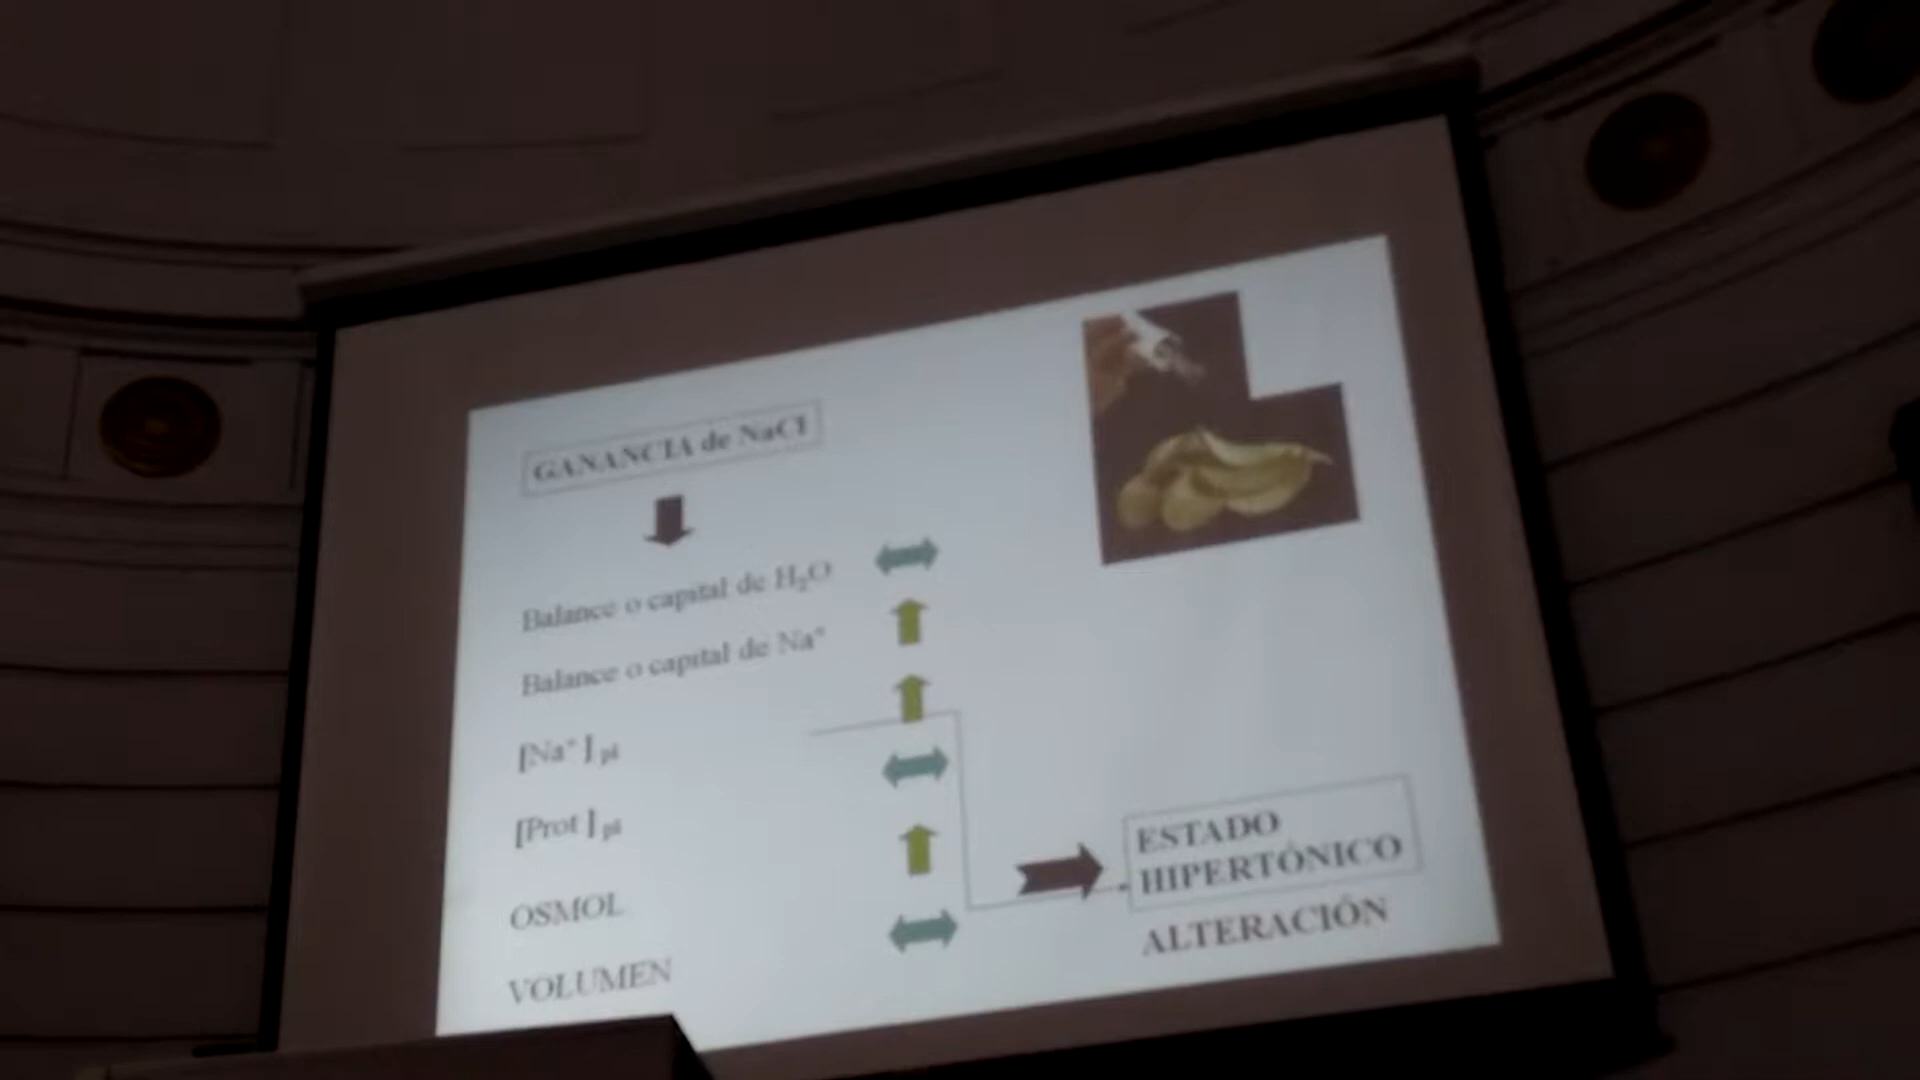 GANANCIA de NaCl
Balance o capital de H₂O
Balance o capital de Na⁺
[Na⁺] pl
[Prot] pl
OSMOL
VOLUMEN
ESTADO
HIPERTÓNICO
ALTERACIÓN